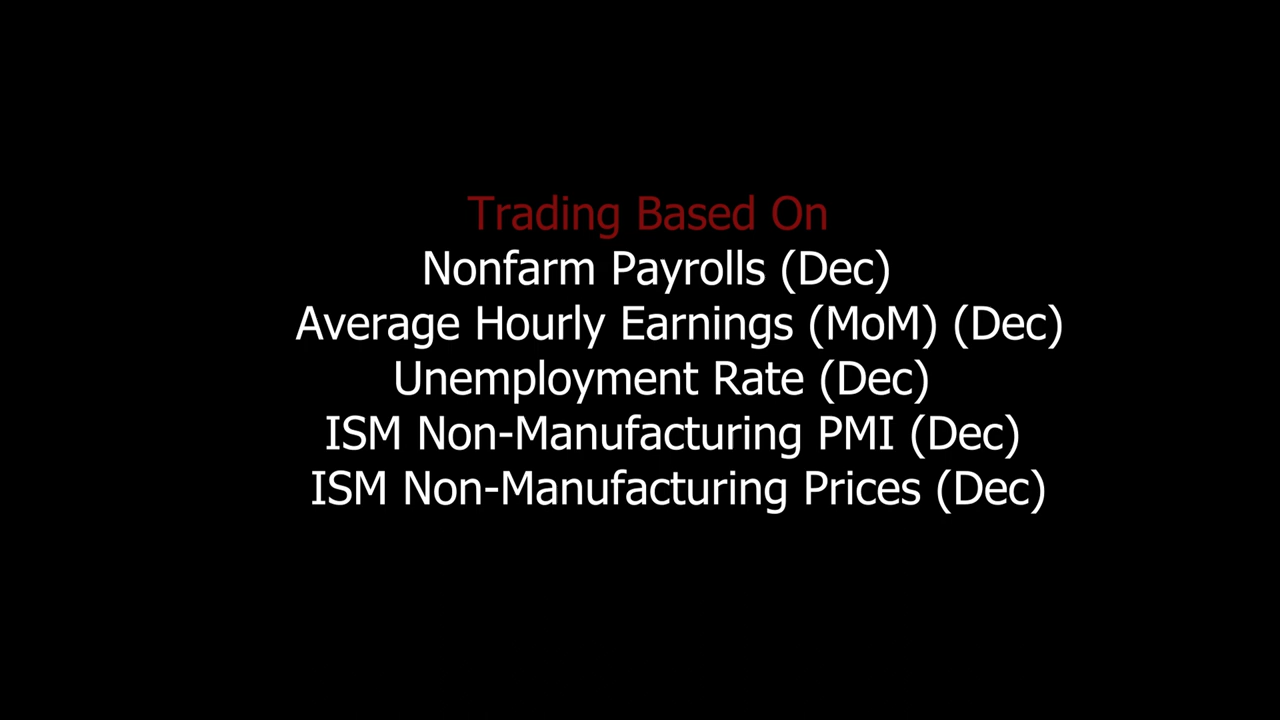 Trading Based On
Nonfarm Payrolls (Dec)
Average Hourly Earnings (MoM) (Dec)
Unemployment Rate (Dec)
ISM Non-Manufacturing PMI (Dec)
ISM Non-Manufacturing Prices (Dec)